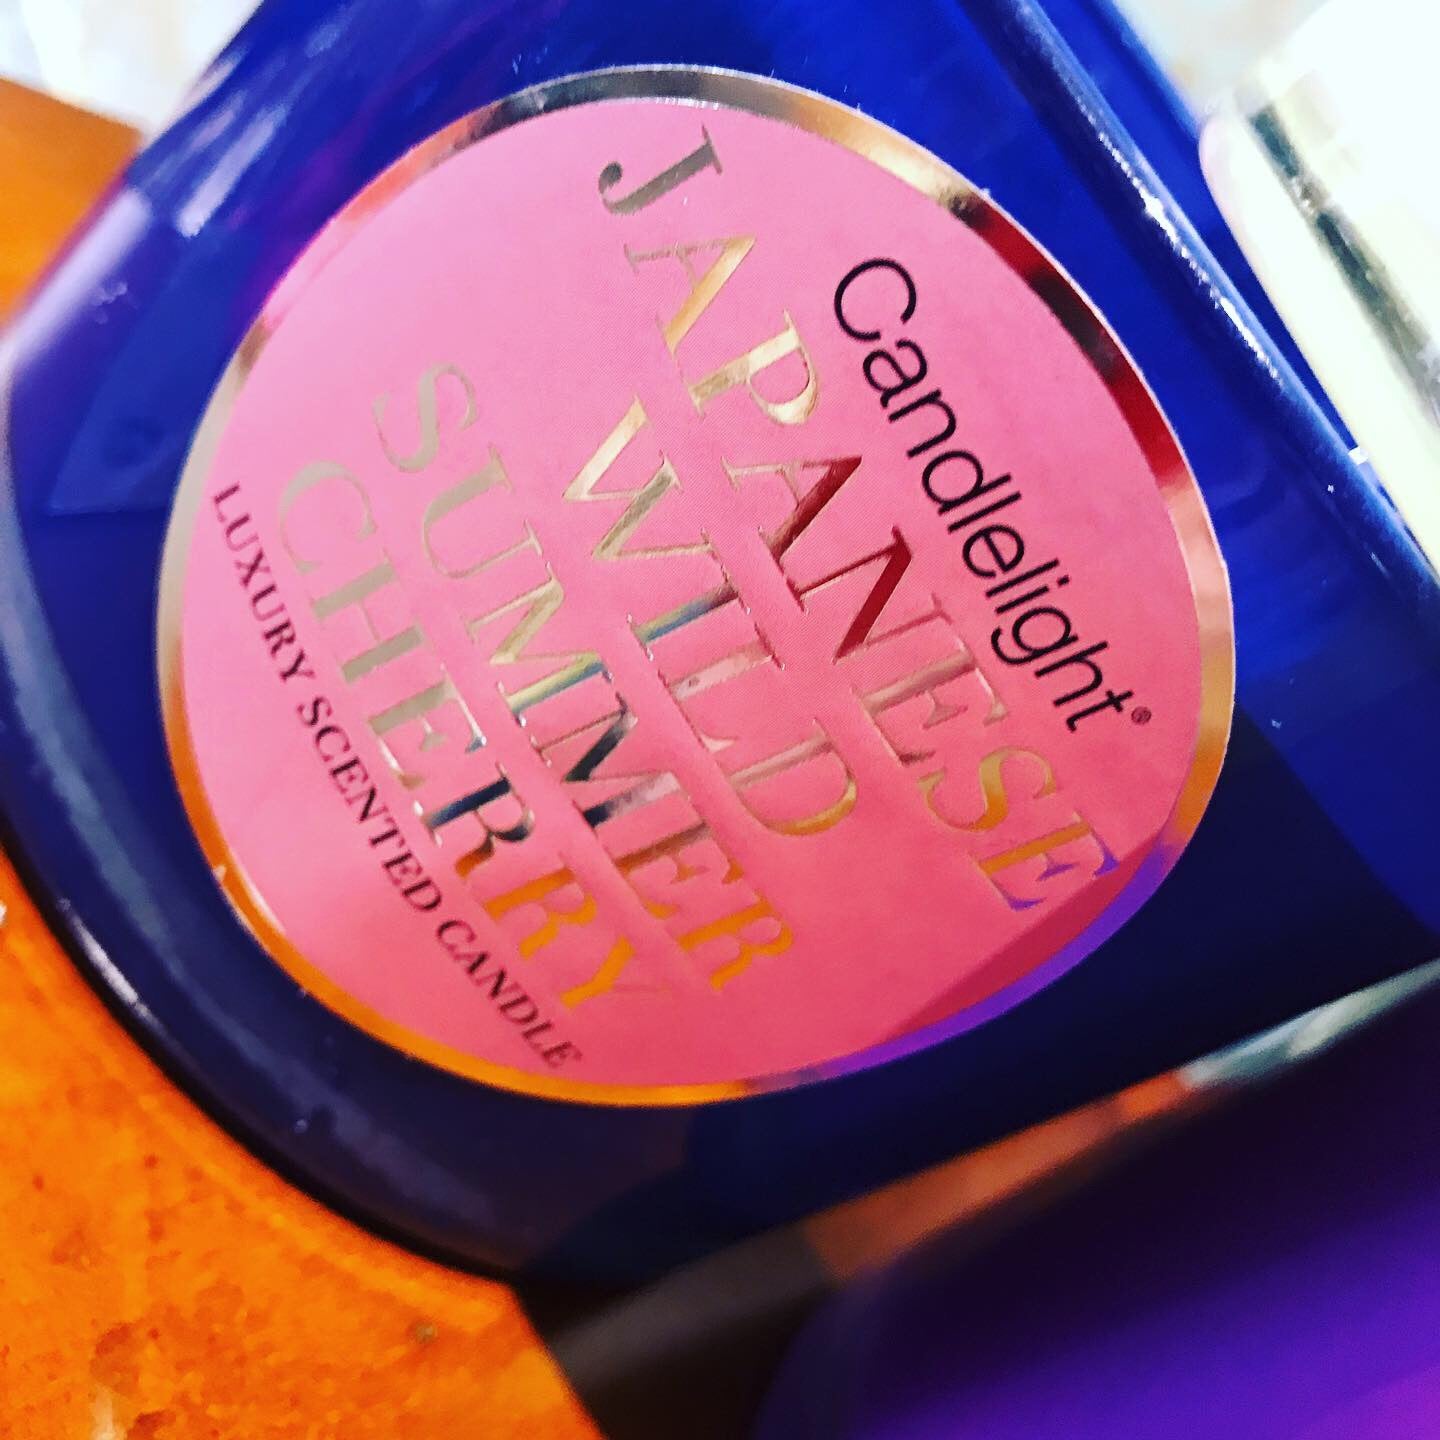 Candlelight®
JAPANESE
WILD
SUMMER
CHERRY
LUXURY SCENTED CANDLE